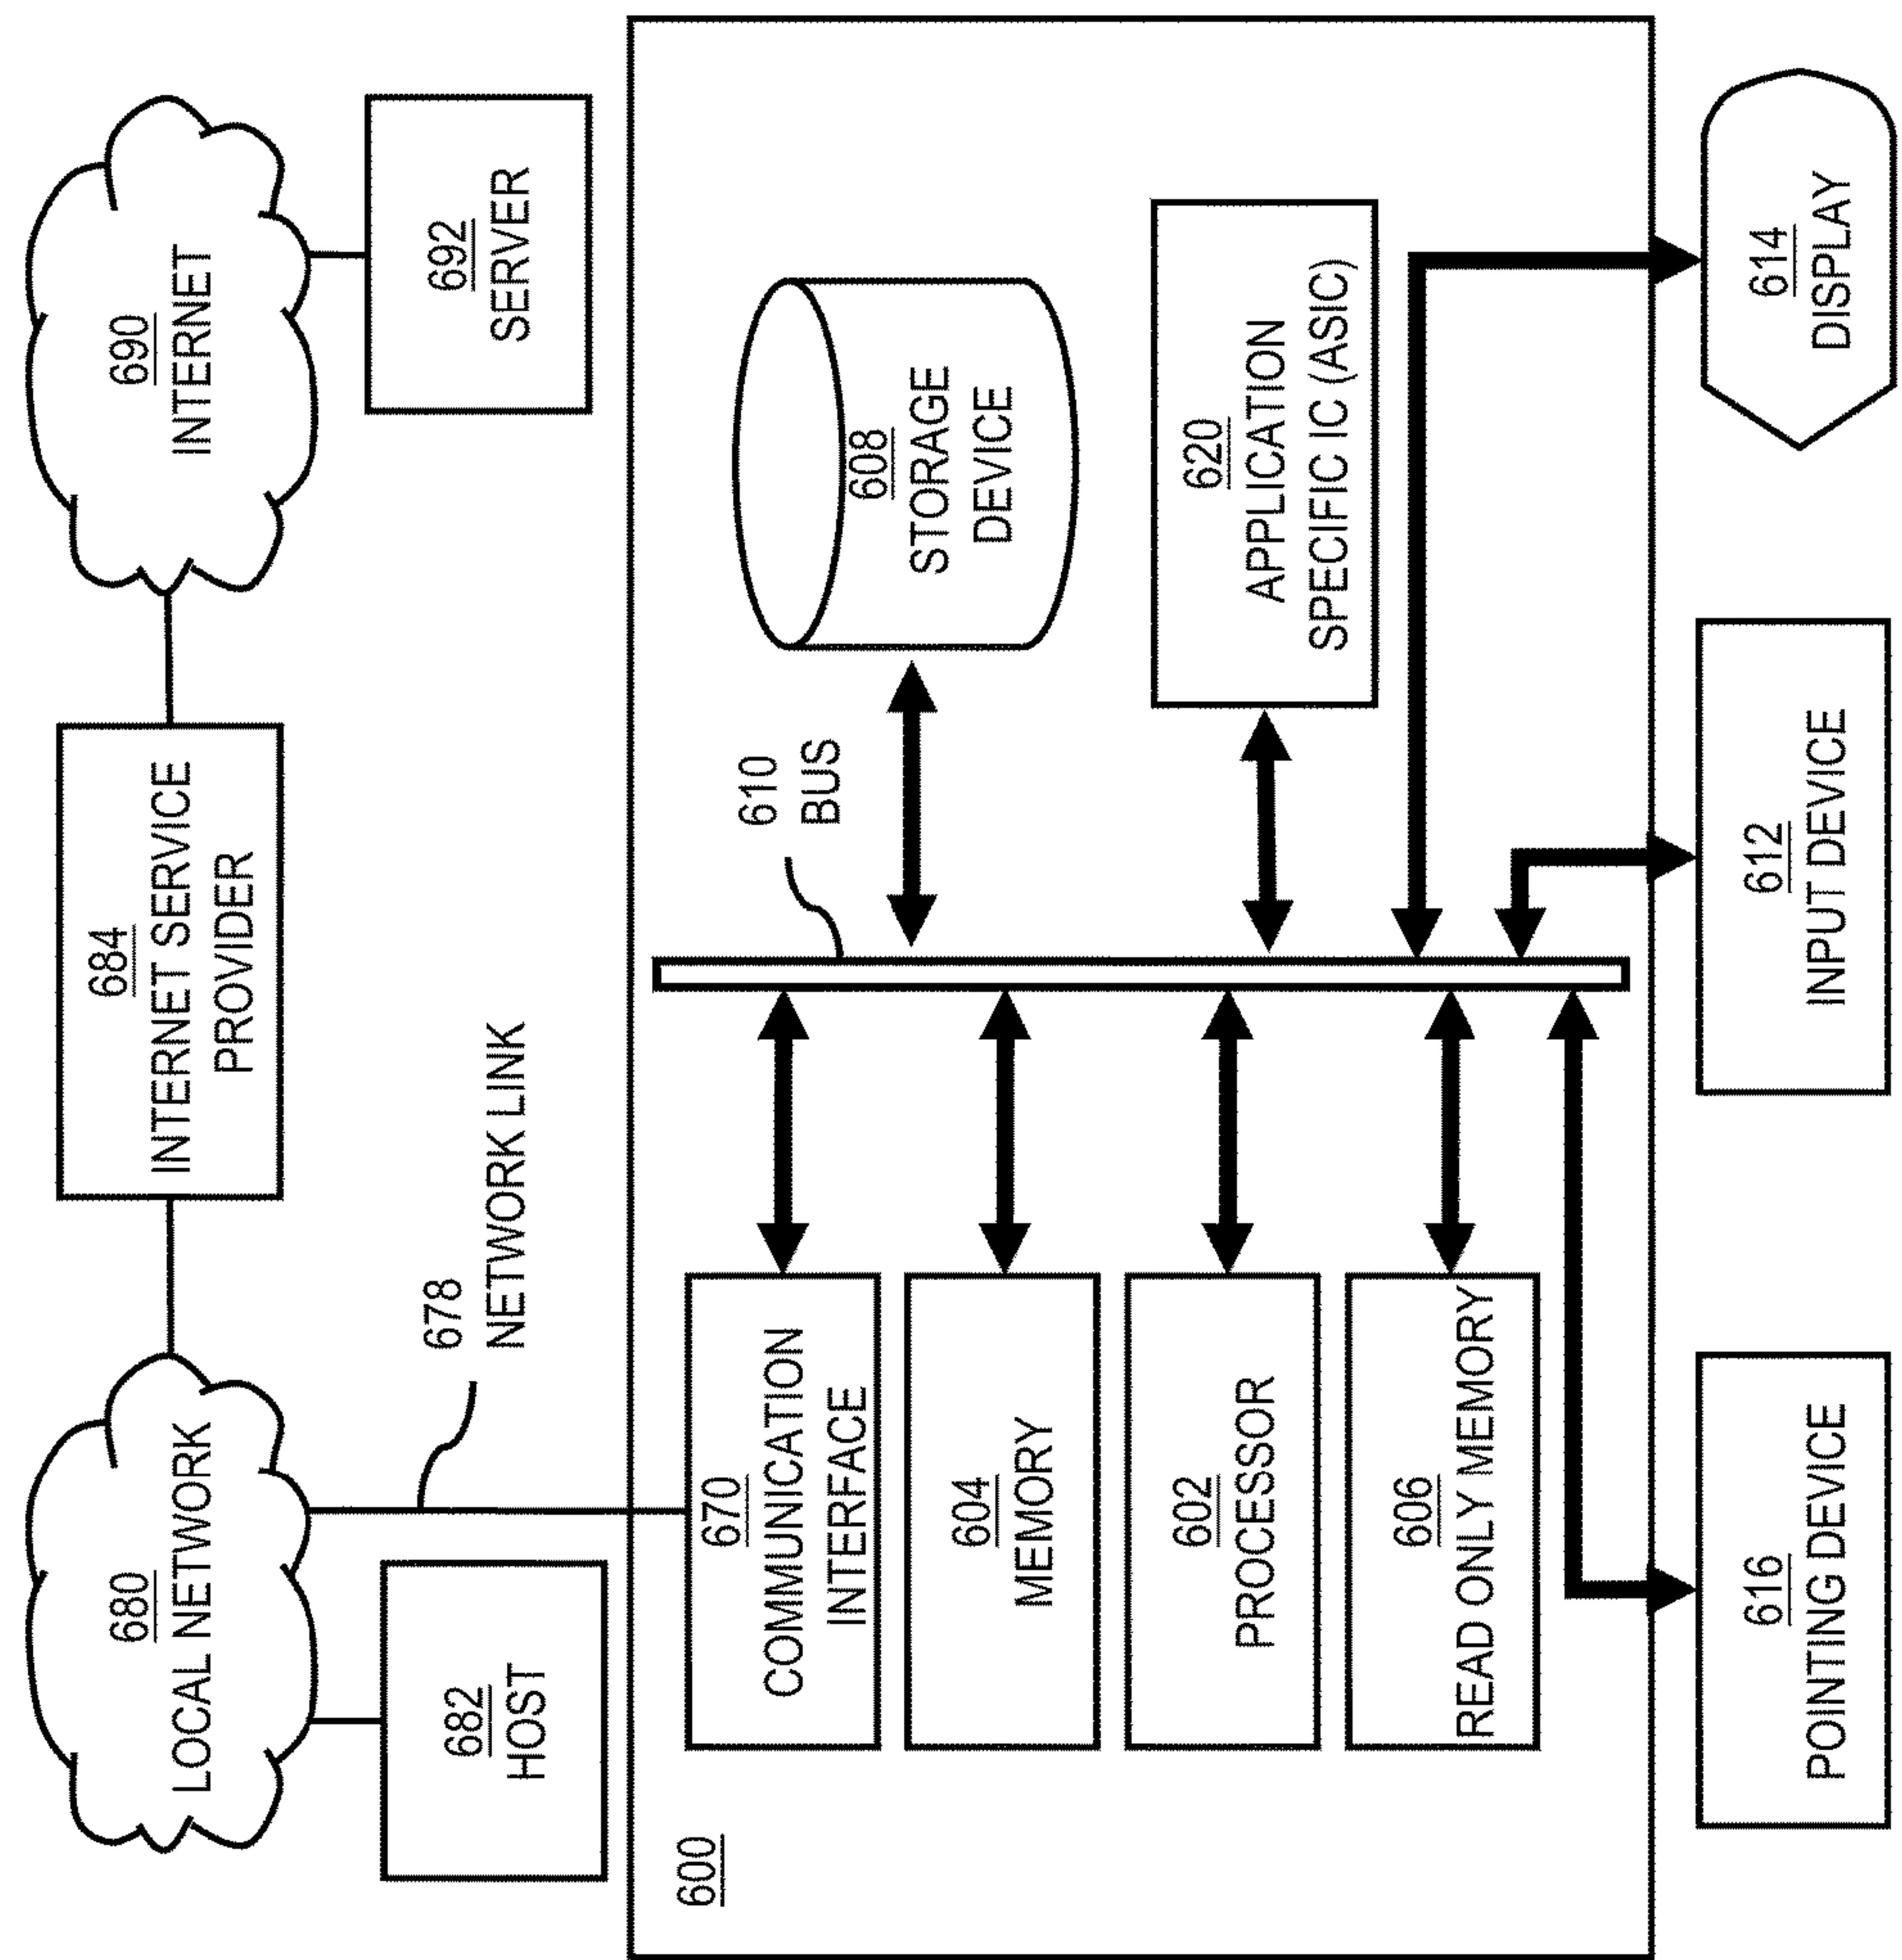 680
LOCAL NETWORK
684
INTERNET SERVICE
PROVIDER
690
INTERNET
682
HOST
678
NETWORK LINK
692
SERVER
600
670
COMMUNICATION
INTERFACE
610
BUS
608
STORAGE
DEVICE
604
MEMORY
602
PROCESSOR
620
APPLICATION
SPECIFIC IC (ASIC)
606
READ ONLY MEMORY
616
POINTING DEVICE
612
INPUT DEVICE
614
DISPLAY